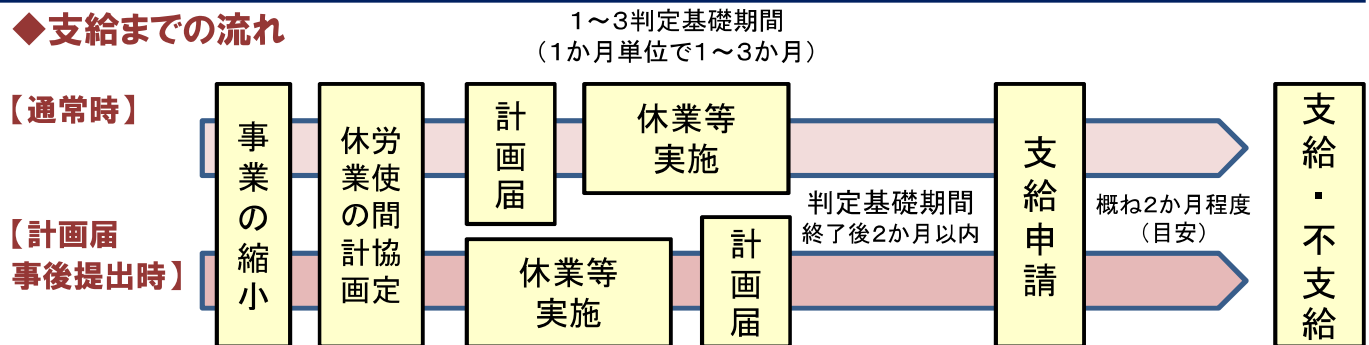 ◆支給までの流れ
1~3判定基礎期間
(1か月単位で1~3か月)
【通常時】
【計画届
事後提出時】
事業の縮小
労使間協定
休業の計画
計画届
休業等
実施
休業等
実施
計画届
判定基礎期間
終了後2か月以内
支給申請
概ね2か月程度
(目安)
支給・不支給